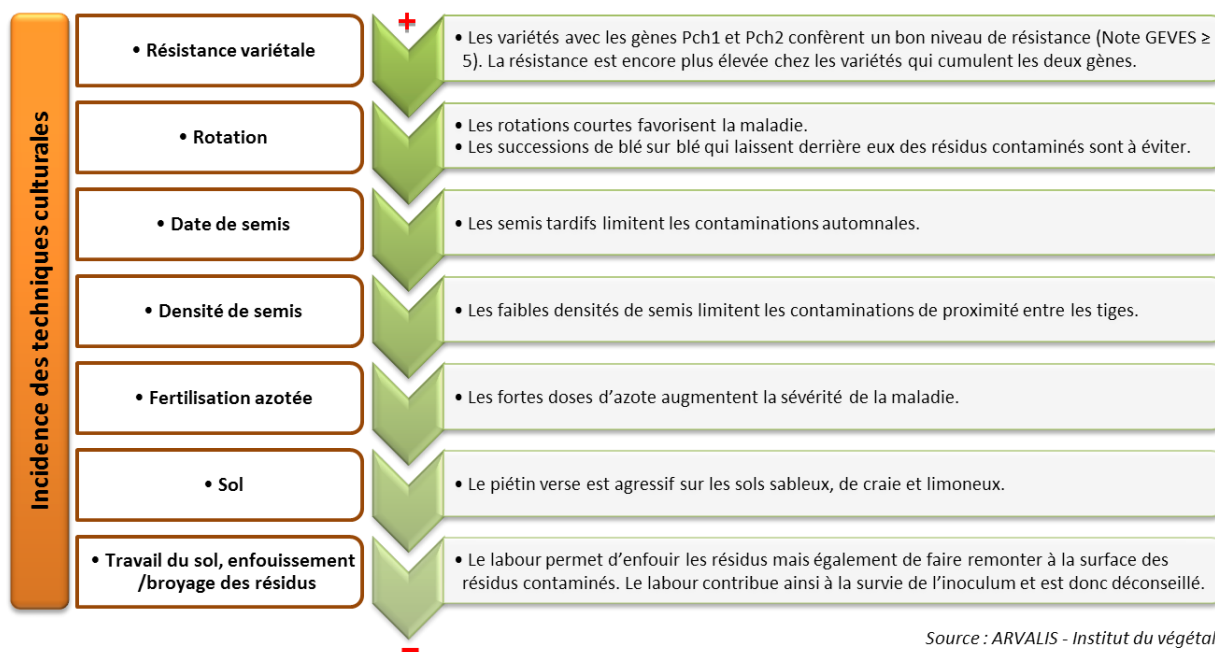 Incidence des techniques culturales
+
• Résistance variétale
• Les variétés avec les gènes Pch1 et Pch2 confèrent un bon niveau de résistance (Note GEVES ≥
5). La résistance est encore plus élevée chez les variétés qui cumulent les deux gènes.
• Rotation
• Les rotations courtes favorisent la maladie.
• Les successions de blé sur blé qui laissent derrière eux des résidus contaminés sont à éviter.
• Date de semis
• Les semis tardifs limitent les contaminations automnales.
• Densité de semis
• Les faibles densités de semis limitent les contaminations de proximité entre les tiges.
• Fertilisation azotée
• Les fortes doses d’azote augmentent la sévérité de la maladie.
• Sol
• Le piétin verse est agressif sur les sols sableux, de craie et limoneux.
• Travail du sol, enfouissement
/broyage des résidus
• Le labour permet d’enfouir les résidus mais également de faire remonter à la surface des
résidus contaminés. Le labour contribue ainsi à la survie de l’inoculum et est donc déconseillé.
–
Source : ARVALIS - Institut du végétal